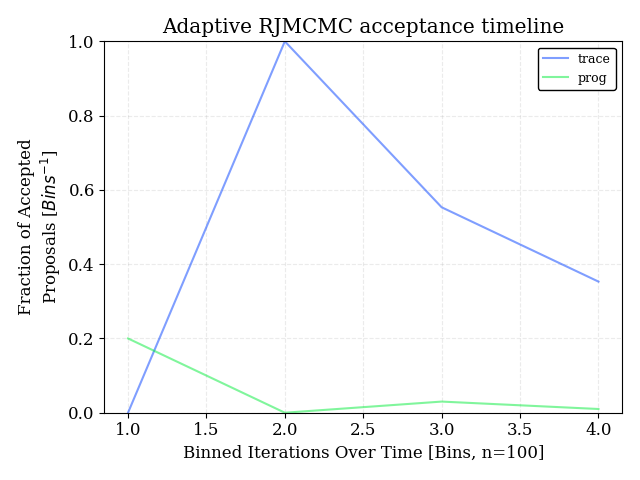 Adaptive RJMCMC acceptance timeline
Fraction of Accepted
Proposals [Bins⁻¹]
1.0
0.8
0.6
0.4
0.2
0.0
trace
prog
1.0 1.5 2.0 2.5 3.0 3.5 4.0
Binned Iterations Over Time [Bins, n=100]